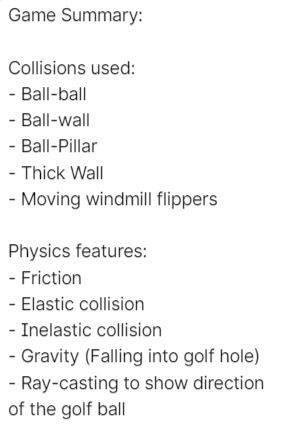 Game Summary:
Collisions used:
- Ball-ball
- Ball-wall
- Ball-Pillar
- Thick Wall
- Moving windmill flippers
Physics features:
- Friction
- Elastic collision
- Inelastic collision
- Gravity (Falling into golf hole)
- Ray-casting to show direction
of the golf ball